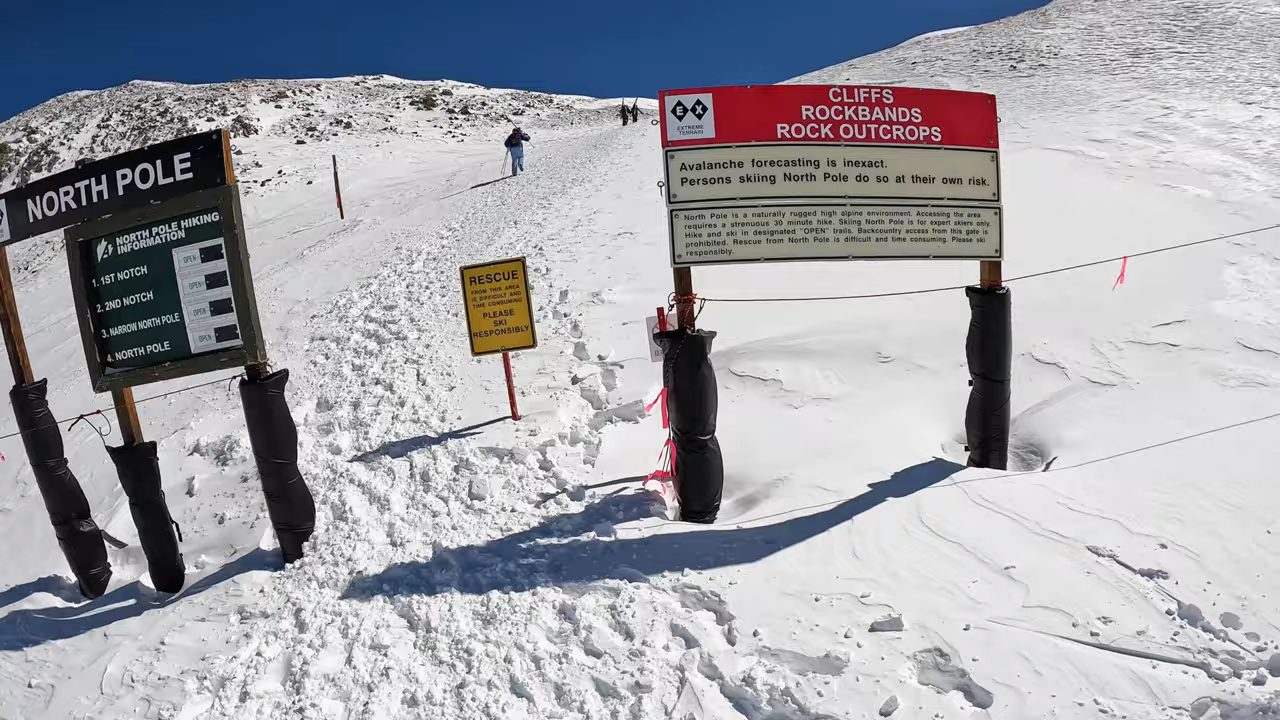 NORTH POLE
NORTH POLE HIKING
INFORMATION
1. 1ST NOTCH
OPEN
2. 2ND NOTCH
OPEN
3. NARROW NORTH POLE
OPEN
4. NORTH POLE
OPEN
RESCUE
FROM THIS AREA
IS DIFFICULT AND
TIME CONSUMING
PLEASE
SKI
RESPONSIBLY
E X
EXTREME
TERRAIN
CLIFFS
ROCKBANDS
ROCK OUTCROPS
Avalanche forecasting is inexact.
Persons skiing North Pole do so at their own risk.
North Pole is a naturally rugged high alpine environment. Accessing the area
requires a strenuous 30 minute hike. Skiing North Pole is for expert skiers only.
Hike and ski in designated "OPEN" trails. Backcountry access from this gate is
prohibited. Rescue from North Pole is difficult and time consuming. Please ski
responsibly.